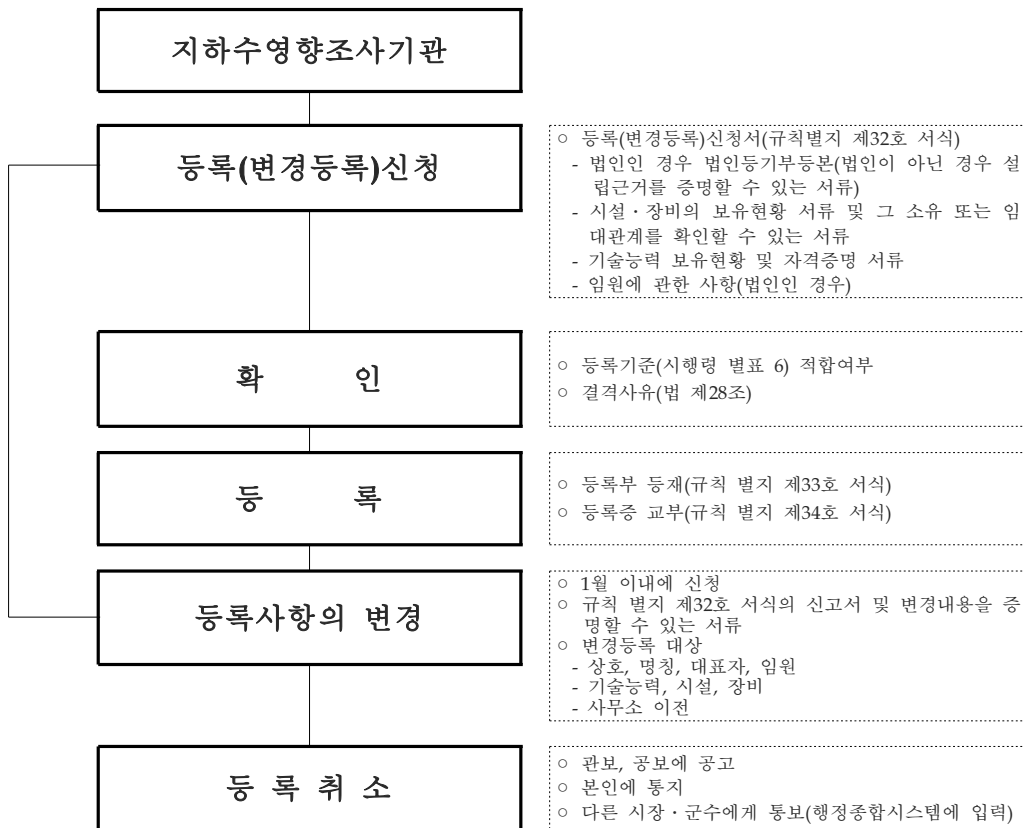 지하수영향조사기관
등록(변경등록)신청
○ 등록(변경등록)신청서(규칙별지 제32호 서식)
- 법인인 경우 법인등기부등본(법인이 아닌 경우 설
립근거를 증명할 수 있는 서류)
- 시설·장비의 보유현황 서류 및 그 소유 또는 임
대관계를 확인할 수 있는 서류
- 기술능력 보유현황 및 자격증명 서류
- 임원에 관한 사항(법인인 경우)
확 인
○ 등록기준(시행령 별표 6) 적합여부
○ 결격사유(법 제28조)
등 록
○ 등록부 등재(규칙 별지 제33호 서식)
○ 등록증 교부(규칙 별지 제34호 서식)
등록사항의 변경
○ 1월 이내에 신청
○ 규칙 별지 제32호 서식의 신고서 및 변경내용을 증
명할 수 있는 서류
○ 변경등록 대상
- 상호, 명칭, 대표자, 임원
- 기술능력, 시설, 장비
- 사무소 이전
등 록 취 소
○ 관보, 공보에 공고
○ 본인에 통지
○ 다른 시장·군수에게 통보(행정종합시스템에 입력)